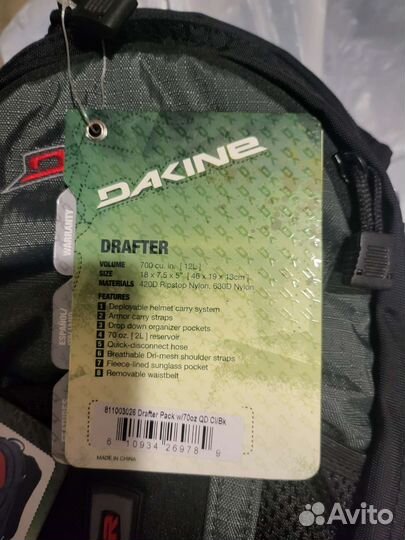 DAKINE
DRAFTER
VOLUME 700 cu. in. [ 12L ]
SIZE 18 x 7.5 x 5" [ 46 x 19 x 13cm ]
MATERIALS 420D Ripstop Nylon, 630D Nylon
FEATURES
1 Deployable helmet carry system
2 Armor carry straps
3 Drop down organizer pockets
4 70 oz. [ 2L ] reservoir
5 Quick-disconnect hose
6 Breathable Dri-mesh shoulder straps
7 Fleece-lined sunglass pocket
8 Removable waistbelt
WARRANTY
ESPAÑOL
811003026 Drafter Pack w/70oz QD Cl/Bk
6 10934 26978 9
MADE IN CHINA
Avito